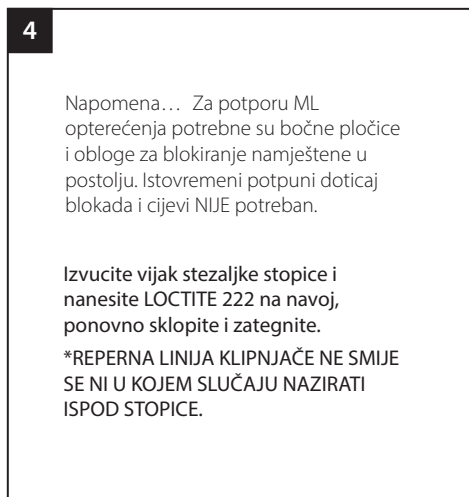 4
Napomena… Za potporu ML
opterećenja potrebne su bočne pločice
i obloge za blokiranje namještene u
postolju. Istovremeni potpuni doticaj
blokada i cijevi NIJE potreban.
Izvucite vijak stezaljke stopice i
nanesite LOCTITE 222 na navoj,
ponovno sklopite i zategnite.
*REPERNA LINIJA KLIPNJAČE NE SMIJE
SE NI U KOJEM SLUČAJU NAZIRATI
ISPOD STOPICE.